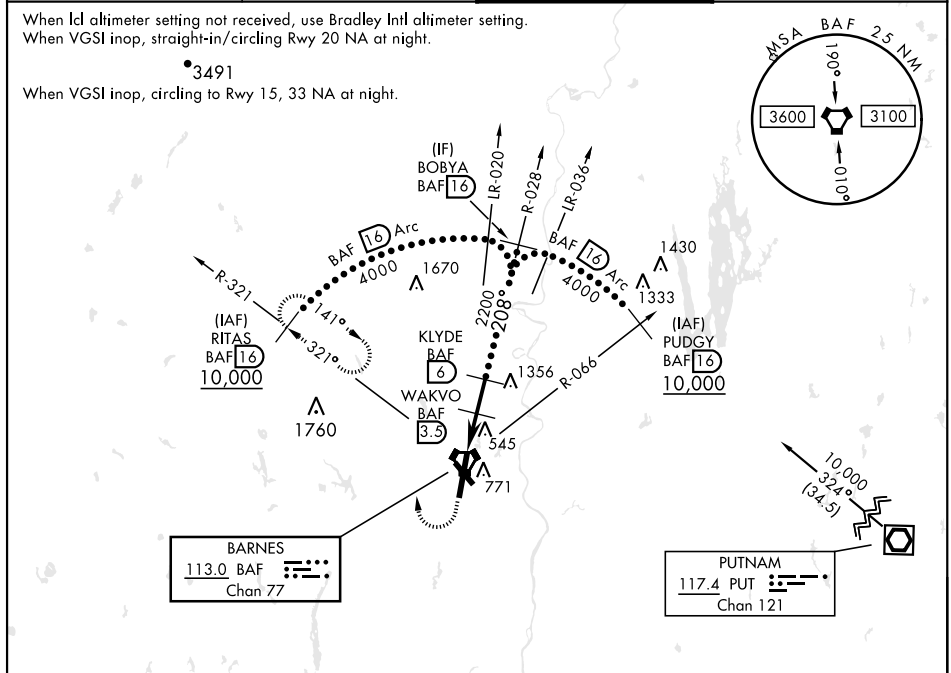 When lcl altimeter setting not received, use Bradley Intl altimeter setting.
When VGSI inop, straight-in/circling Rwy 20 NA at night.
3491
When VGSI inop, circling to Rwy 15, 33 NA at night.
MSA BAF 25 NM
190°
3600
3100
010°
(IF)
BOBYA
BAF 16
LR-020
R-028
LR-036
BAF 16 Arc
4000
1670
BAF 16 Arc
4000
1430
1333
R-321
141°
321°
(IAF)
RITAS
BAF 16
10,000
2200
208°
KLYDE
BAF
6
1356
R-066
(IAF)
PUDGY
BAF 16
10,000
WAKVO
BAF
3.5
1760
545
771
10,000
324°
(34.5)
BARNES
113.0 BAF
Chan 77
PUTNAM
117.4 PUT
Chan 121